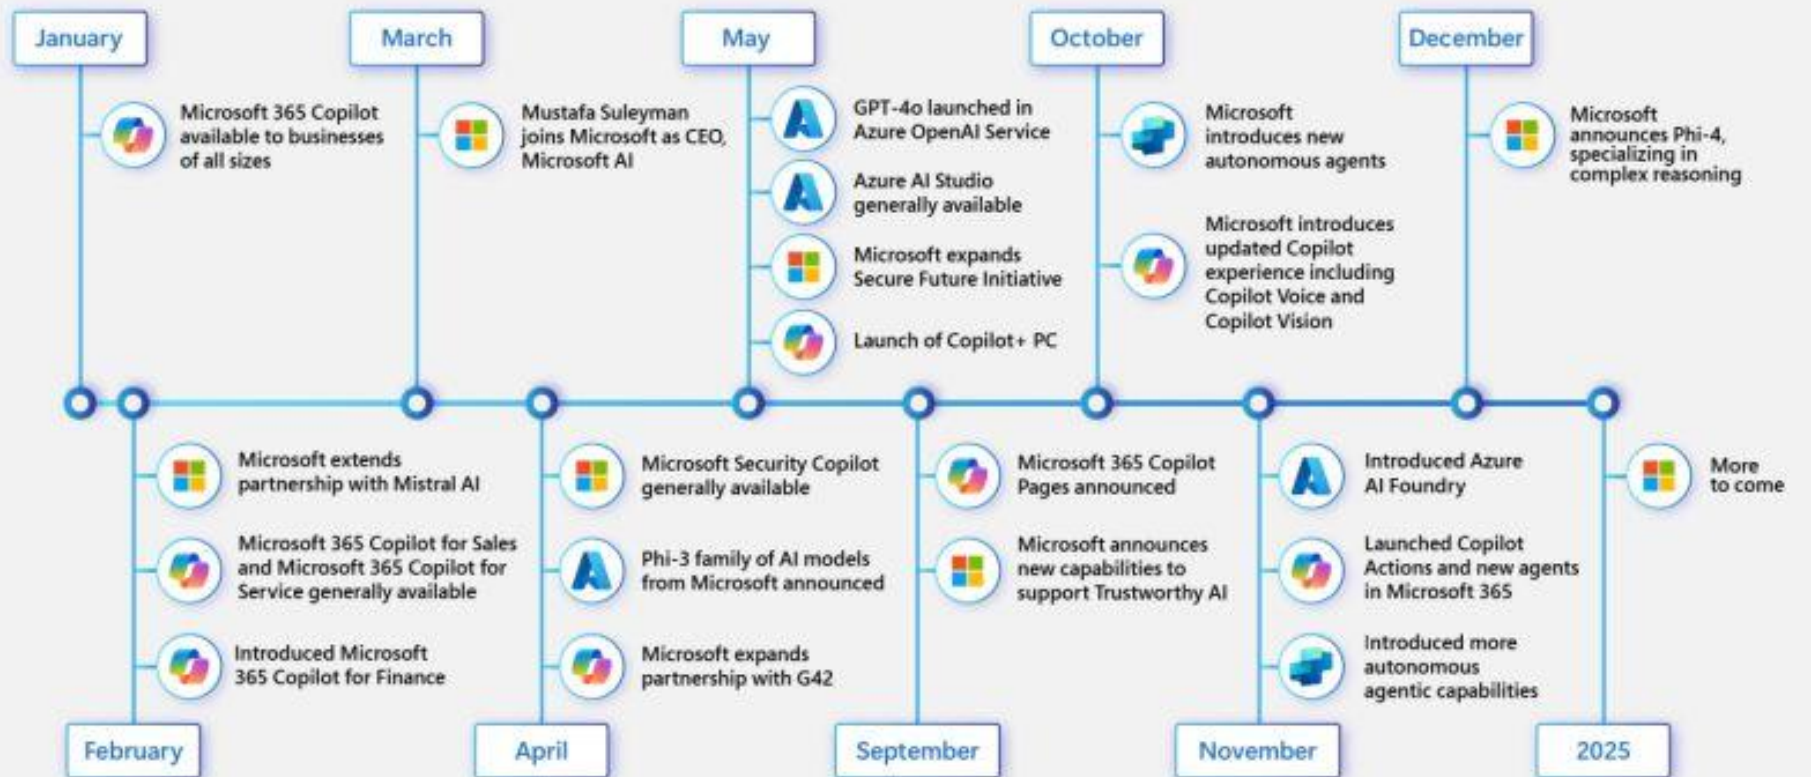 January
Microsoft 365 Copilot
available to businesses
of all sizes
March
Mustafa Suleyman
joins Microsoft as CEO,
Microsoft AI
May
GPT-4o launched in
Azure OpenAI Service
Azure AI Studio
generally available
Microsoft expands
Secure Future Initiative
Launch of Copilot+ PC
October
Microsoft
introduces new
autonomous agents
Microsoft introduces
updated Copilot
experience including
Copilot Voice and
Copilot Vision
December
Microsoft
announces Phi-4,
specializing in
complex reasoning
Microsoft extends
partnership with Mistral AI
Microsoft 365 Copilot for Sales
and Microsoft 365 Copilot for
Service generally available
Introduced Microsoft
365 Copilot for Finance
February
Microsoft Security Copilot
generally available
Phi-3 family of AI models
from Microsoft announced
Microsoft expands
partnership with G42
April
Microsoft 365 Copilot
Pages announced
Microsoft announces
new capabilities to
support Trustworthy AI
September
Introduced Azure
AI Foundry
Launched Copilot
Actions and new agents
in Microsoft 365
Introduced more
autonomous
agentic capabilities
November
More
to come
2025